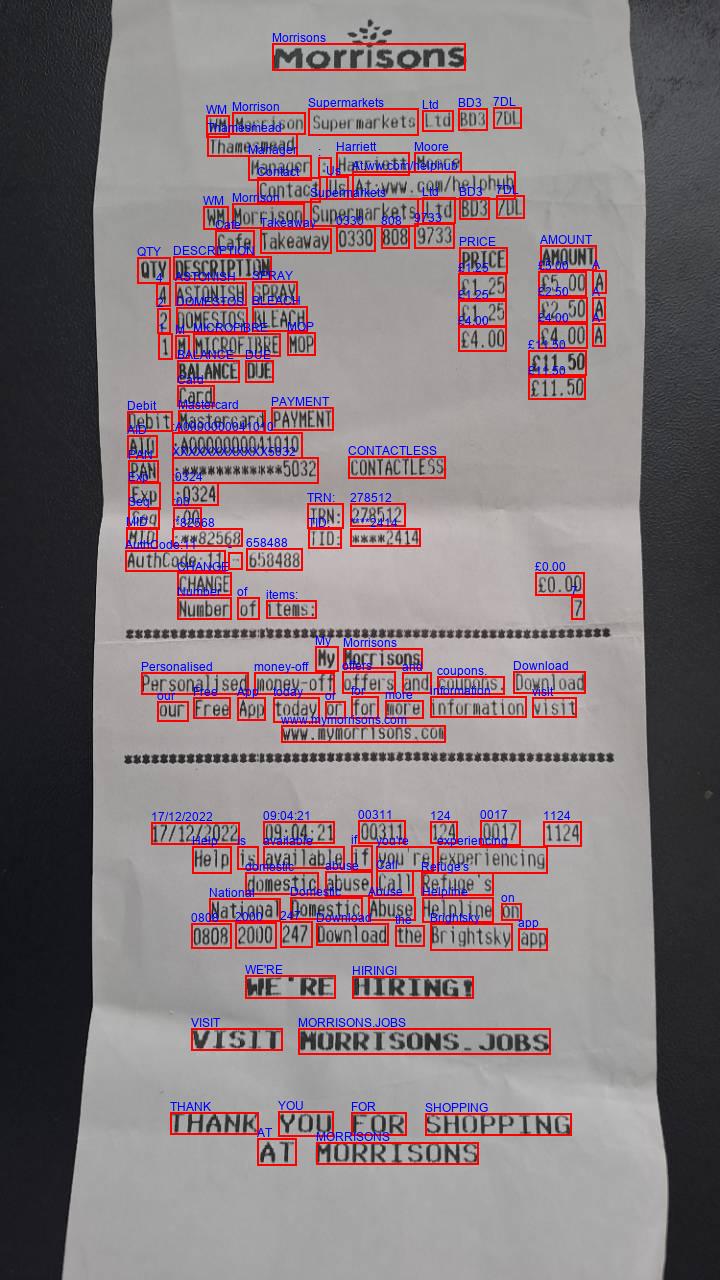 Morrisons
WM Morrison Supermarkets Ltd BD3 7DL
Thamesmead
Manager : Harriett Moore
Contact Us At:www.com/helphub
WM Morrison Supermarkets Ltd BD3 7DL
Cafe Takeaway 0330 808 9733
QTY DESCRIPTION PRICE AMOUNT
4 ASTONISH SPRAY £1.25 £5.00 A
2 DOMESTOS BLEACH £1.25 £2.50 A
1 M MICROFIBRE MOP £4.00 £4.00 A
BALANCE DUE £11.50
Card £11.50
Debit Mastercard PAYMENT
AID :A0000000041010
PAN :************5032 CONTACTLESS
Exp :0324
Seq :00 TRN: 278512
MID :**82568 TID: ****2414
AuthCode:11 - 658488
CHANGE £0.00
Number of items: 7
My Morrisons
Personalised money-off offers and coupons. Download
our Free App today or for more information visit
www.mymorrisons.com
17/12/2022 09:04:21 00311 124 0017 1124
Help is available if you're experiencing
domestic abuse Call Refuge's
National Domestic Abuse Helpline on
0808 2000 247 Download the Brightsky app
WE'RE HIRING!
VISIT MORRISONS.JOBS
THANK YOU FOR SHOPPING
AT MORRISONS